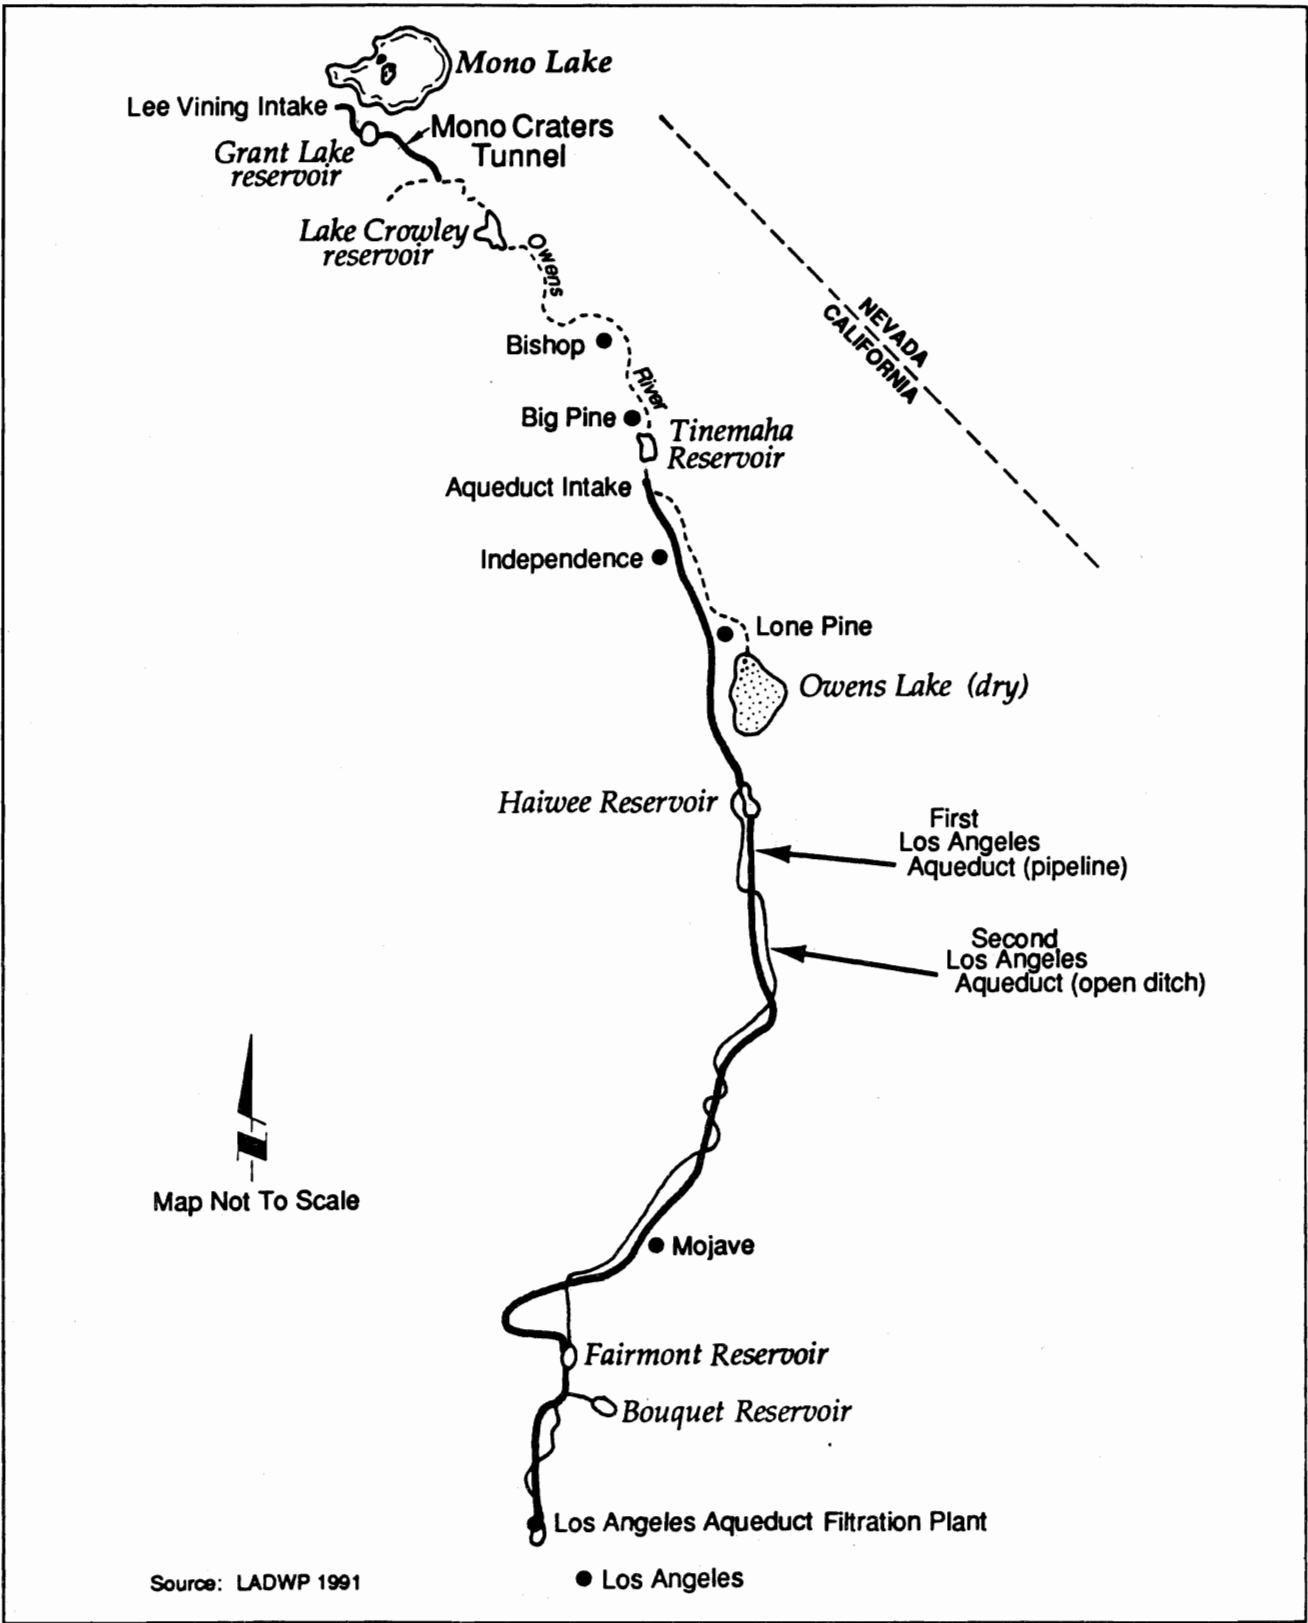 Mono Lake
Lee Vining Intake
Mono Craters
Tunnel
Grant Lake
reservoir
Lake Crowley
reservoir
Owens
NEVADA
CALIFORNIA
Bishop
River
Big Pine
Tinemaha
Reservoir
Aqueduct Intake
Independence
Lone Pine
Owens Lake (dry)
Haiwee Reservoir
First
Los Angeles
Aqueduct (pipeline)
Second
Los Angeles
Aqueduct (open ditch)
N
Map Not To Scale
Mojave
Fairmont Reservoir
Bouquet Reservoir
Los Angeles Aqueduct Filtration Plant
Los Angeles
Source: LADWP 1991